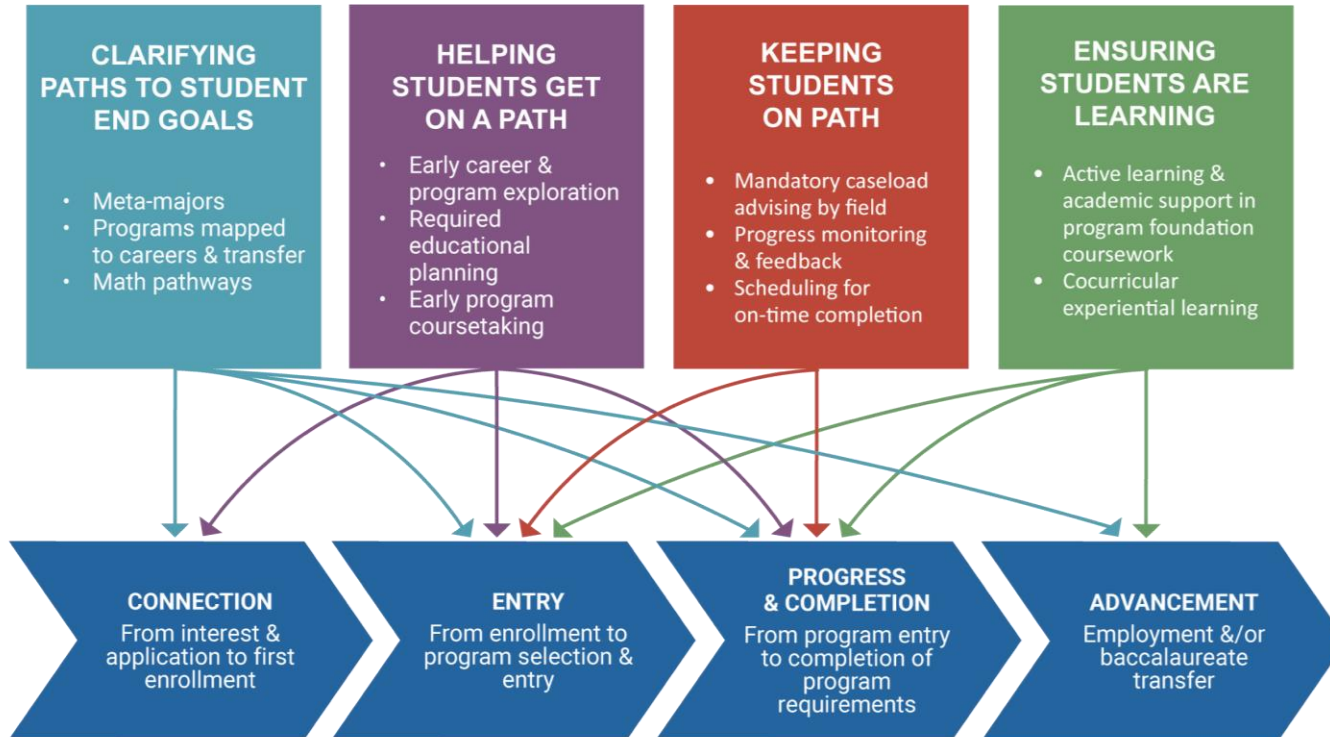 CLARIFYING
PATHS TO STUDENT
END GOALS
• Meta-majors
• Programs mapped
to careers & transfer
• Math pathways
HELPING
STUDENTS GET
ON A PATH
• Early career &
program exploration
• Required
educational
planning
• Early program
coursetaking
KEEPING
STUDENTS
ON PATH
• Mandatory caseload
advising by field
• Progress monitoring
& feedback
• Scheduling for
on-time completion
ENSURING
STUDENTS ARE
LEARNING
• Active learning &
academic support in
program foundation
coursework
• Cocurricular
experiential learning
CONNECTION
From interest &
application to first
enrollment
ENTRY
From enrollment to
program selection &
entry
PROGRESS
& COMPLETION
From program entry
to completion of
program
requirements
ADVANCEMENT
Employment &/or
baccalaureate
transfer